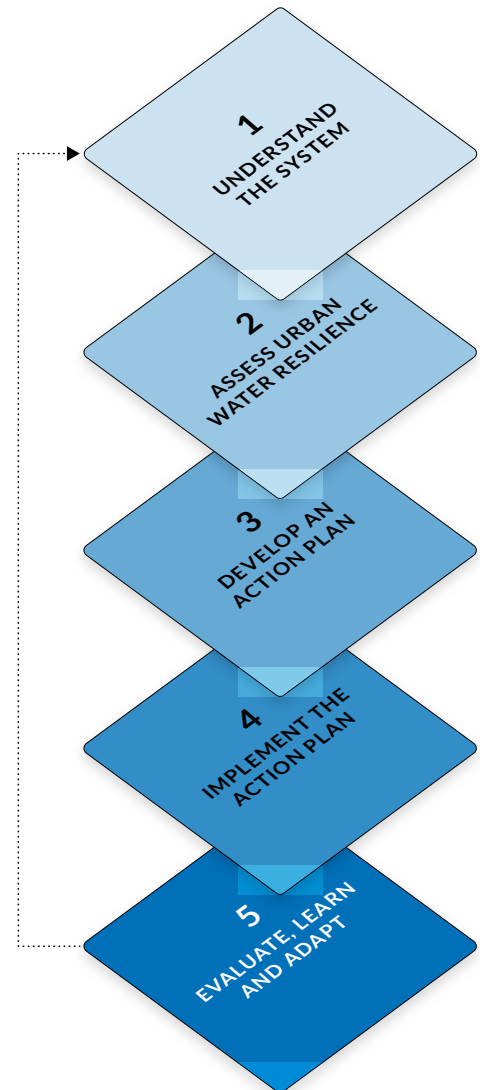 1
UNDERSTAND
THE SYSTEM
2
ASSESS URBAN
WATER RESILIENCE
3
DEVELOP AN
ACTION PLAN
4
IMPLEMENT THE
ACTION PLAN
5
EVALUATE, LEARN
AND ADAPT